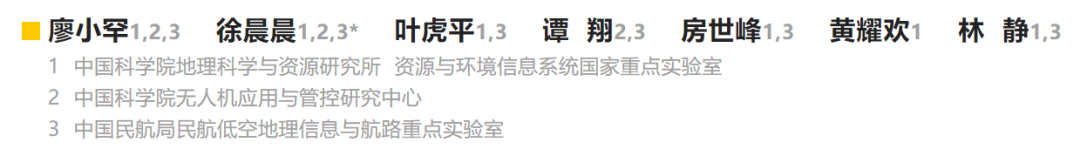 廖小罕1,2,3 徐晨晨1,2,3* 叶虎平1,3 谭 翔2,3 房世峰1,3 黄耀欢1 林 静1,3
1 中国科学院地理科学与资源研究所 资源与环境信息系统国家重点实验室
2 中国科学院无人机应用与管控研究中心
3 中国民航局民航低空地理信息与航路重点实验室